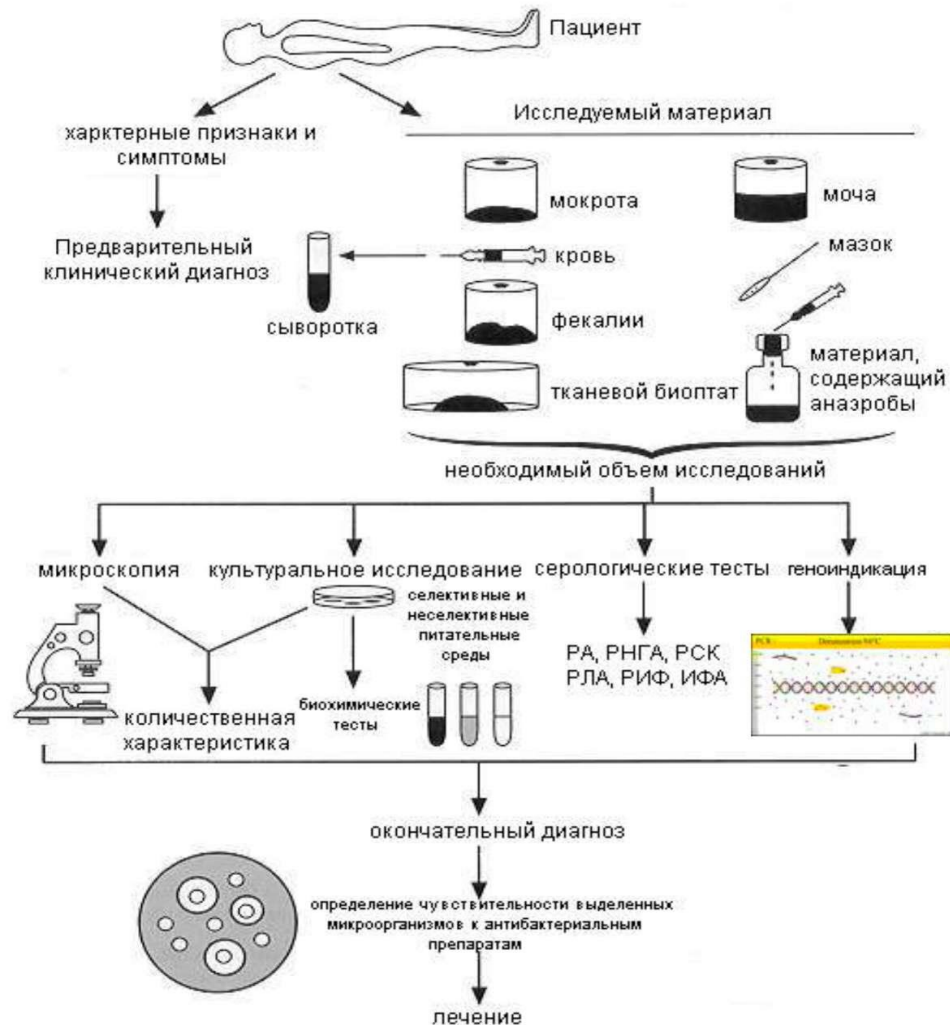 Пациент
Исследуемый материал
харктерные признаки и
симптомы
Предварительный
клинический диагноз
мокрота
моча
кровь
мазок
сыворотка
фекалии
тканевой биоптат
материал,
содержащий
аназробы
необходимый объем исследований
микроскопия
культуральное исследование
серологические тесты
геноиндикация
селективные и
неселективные
питательные
среды
РА, РНГА, РСК
РЛА, РИФ, ИФА
количественная
характеристика
биохимические
тесты
окончательный диагноз
определение чувствительности выделенных
микроорганизмов к антибактериальным
препаратам
лечение